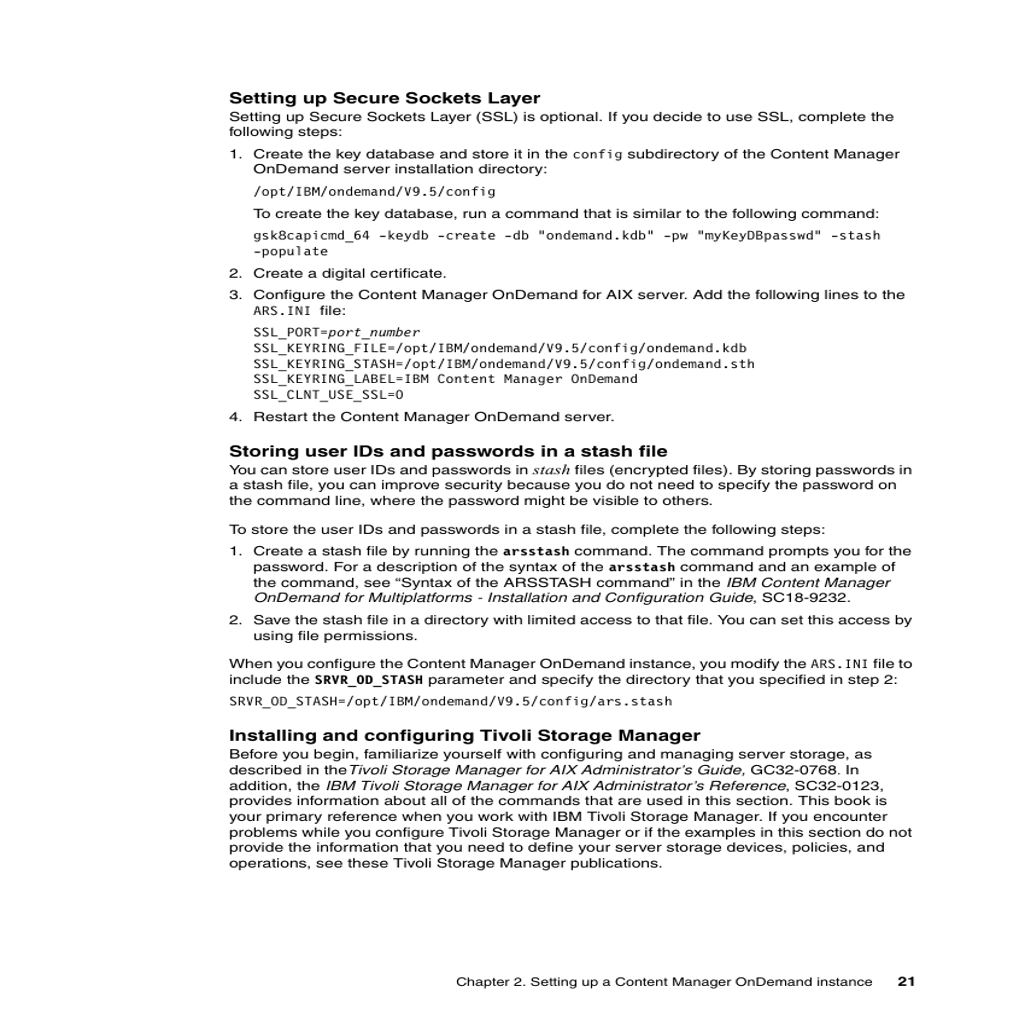 Setting up Secure Sockets Layer
Setting up Secure Sockets Layer (SSL) is optional. If you decide to use SSL, complete the
following steps:
1. Create the key database and store it in the config subdirectory of the Content Manager
OnDemand server installation directory:
/opt/IBM/ondemand/V9.5/config
To create the key database, run a command that is similar to the following command:
gsk8capicmd_64 -keydb -create -db "ondemand.kdb" -pw "myKeyDBpasswd" -stash
-populate
2. Create a digital certificate.
3. Configure the Content Manager OnDemand for AIX server. Add the following lines to the
ARS.INI file:
SSL_PORT=port_number
SSL_KEYRING_FILE=/opt/IBM/ondemand/V9.5/config/ondemand.kdb
SSL_KEYRING_STASH=/opt/IBM/ondemand/V9.5/config/ondemand.sth
SSL_KEYRING_LABEL=IBM Content Manager OnDemand
SSL_CLNT_USE_SSL=O
4. Restart the Content Manager OnDemand server.
Storing user IDs and passwords in a stash file
You can store user IDs and passwords in stash files (encrypted files). By storing passwords in
a stash file, you can improve security because you do not need to specify the password on
the command line, where the password might be visible to others.
To store the user IDs and passwords in a stash file, complete the following steps:
1. Create a stash file by running the arsstash command. The command prompts you for the
password. For a description of the syntax of the arsstash command and an example of
the command, see “Syntax of the ARSSTASH command” in the IBM Content Manager
OnDemand for Multiplatforms - Installation and Configuration Guide, SC18-9232.
2. Save the stash file in a directory with limited access to that file. You can set this access by
using file permissions.
When you configure the Content Manager OnDemand instance, you modify the ARS.INI file to
include the SRVR_OD_STASH parameter and specify the directory that you specified in step 2:
SRVR_OD_STASH=/opt/IBM/ondemand/V9.5/config/ars.stash
Installing and configuring Tivoli Storage Manager
Before you begin, familiarize yourself with configuring and managing server storage, as
described in theTivoli Storage Manager for AIX Administrator’s Guide, GC32-0768. In
addition, the IBM Tivoli Storage Manager for AIX Administrator’s Reference, SC32-0123,
provides information about all of the commands that are used in this section. This book is
your primary reference when you work with IBM Tivoli Storage Manager. If you encounter
problems while you configure Tivoli Storage Manager or if the examples in this section do not
provide the information that you need to define your server storage devices, policies, and
operations, see these Tivoli Storage Manager publications.
Chapter 2. Setting up a Content Manager OnDemand instance 21